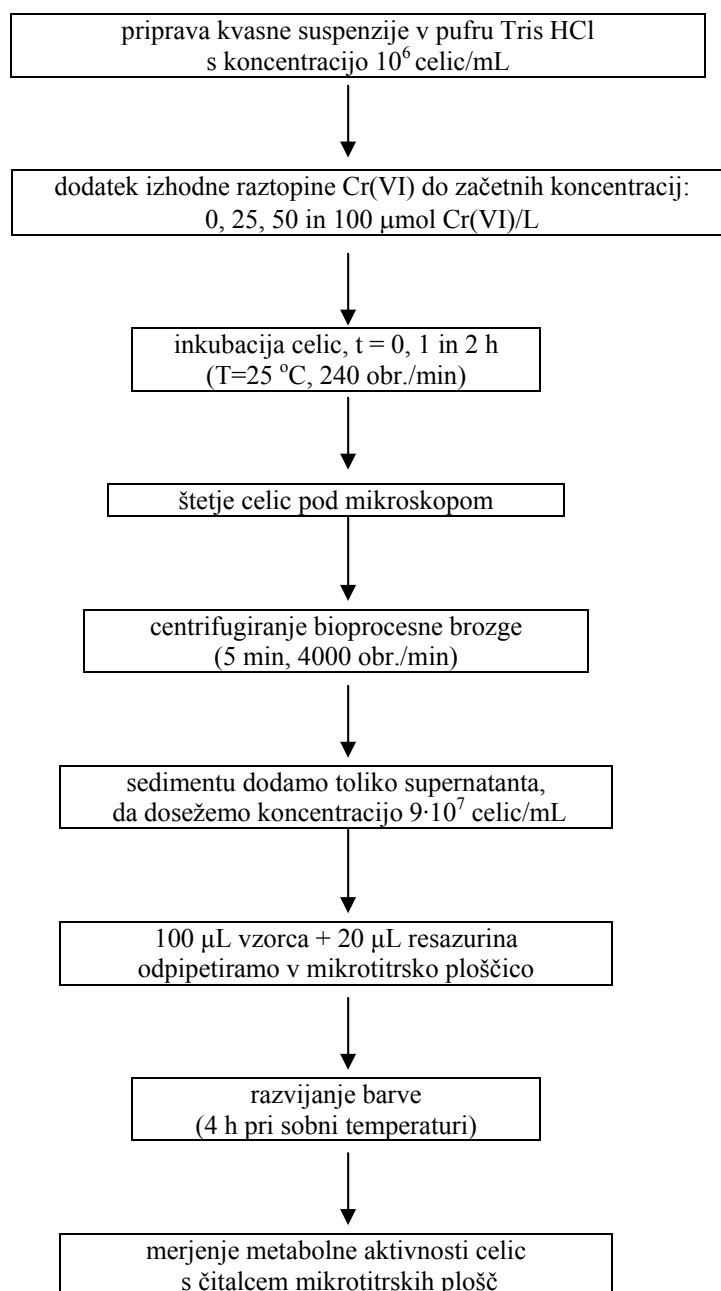 priprava kvasne suspenzije v pufru Tris HCl
s koncentracijo 10⁶ celic/mL
dodatek izhodne raztopine Cr(VI) do začetnih koncentracij:
0, 25, 50 in 100 μmol Cr(VI)/L
inkubacija celic, t = 0, 1 in 2 h
(T=25 °C, 240 obr./min)
štetje celic pod mikroskopom
centrifugiranje bioprocesne brozge
(5 min, 4000 obr./min)
sedimentu dodamo toliko supernatanta,
da dosežemo koncentracijo 9·10⁷ celic/mL
100 μL vzorca + 20 μL resazurina
odpipetiramo v mikrotitrsko ploščico
razvijanje barve
(4 h pri sobni temperaturi)
merjenje metabolne aktivnosti celic
s čitalcem mikrotitrskih plošč